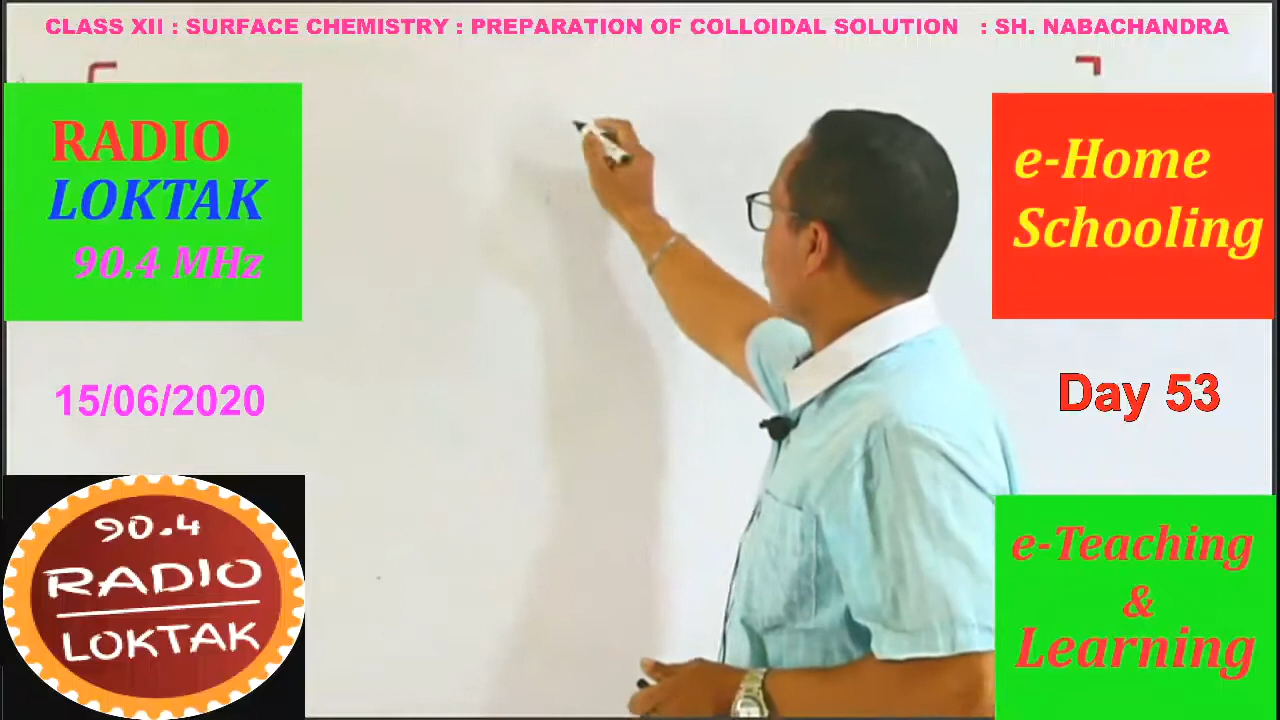 CLASS XII : SURFACE CHEMISTRY : PREPARATION OF COLLOIDAL SOLUTION : SH. NABACHANDRA
RADIO
LOKTAK
90.4 MHz
e-Home
Schooling
15/06/2020
Day 53
90.4
RADIO
LOKTAK
e-Teaching
&
Learning